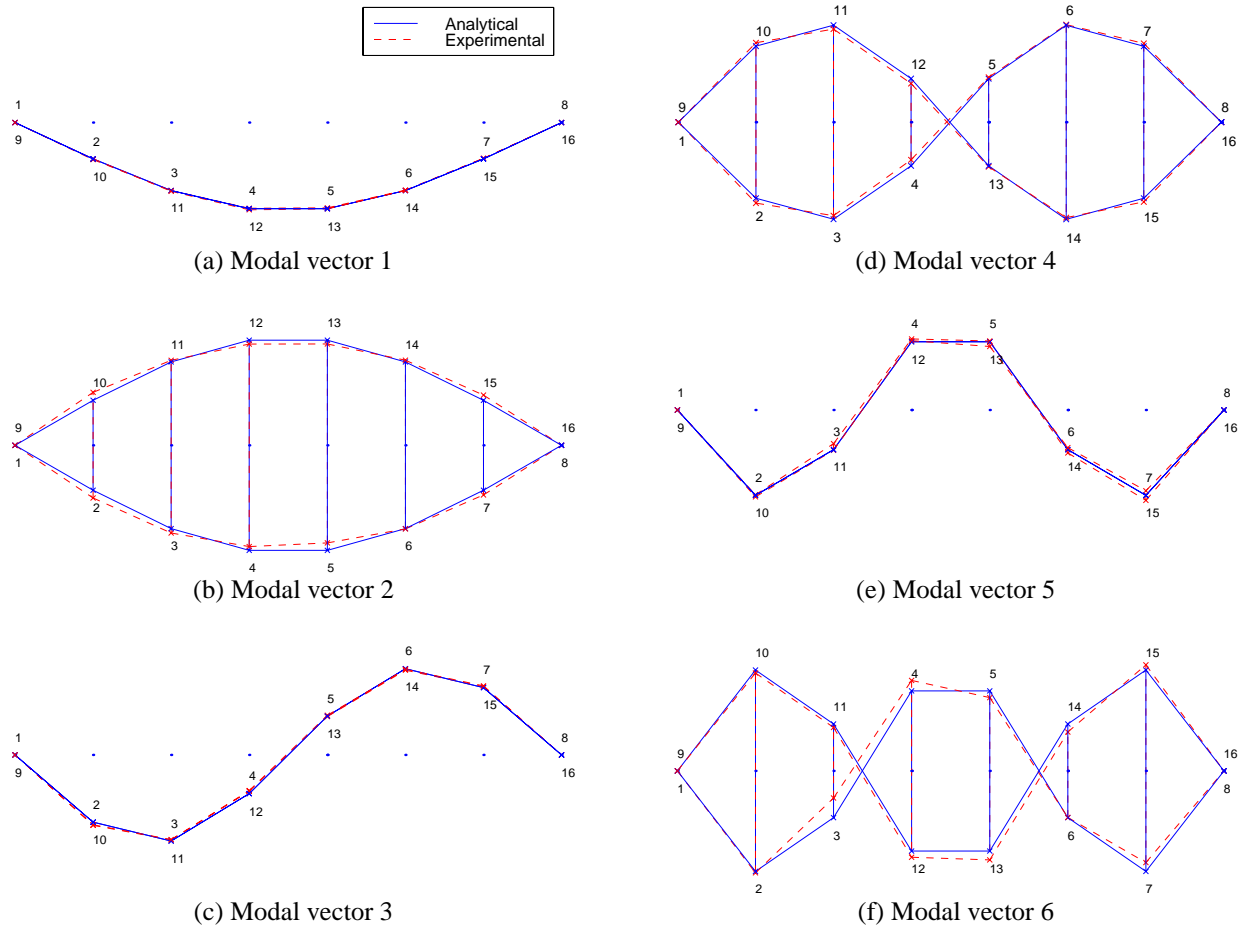 Analytical
Experimental
1 8
9 2 7 16
10 3 6 15
11 4 5 14
12 13
(a) Modal vector 1
11 6
10 7
12 5
9 8
1 16
4 13
2 15
3 14
(d) Modal vector 4
12 13
11 14
10 15
9 16
1 8
2 7
3 6
4 5
(b) Modal vector 2
4 5
12 13
1 8
9 3 6 16
11 14
2 7
10 15
(e) Modal vector 5
6
7
14
5 15
1 13 8
9 4 16
2 12
10 3
11
(c) Modal vector 3
10 4 5 15
11 14
9 16
1 8
3 6
12 13
2 7
(f) Modal vector 6